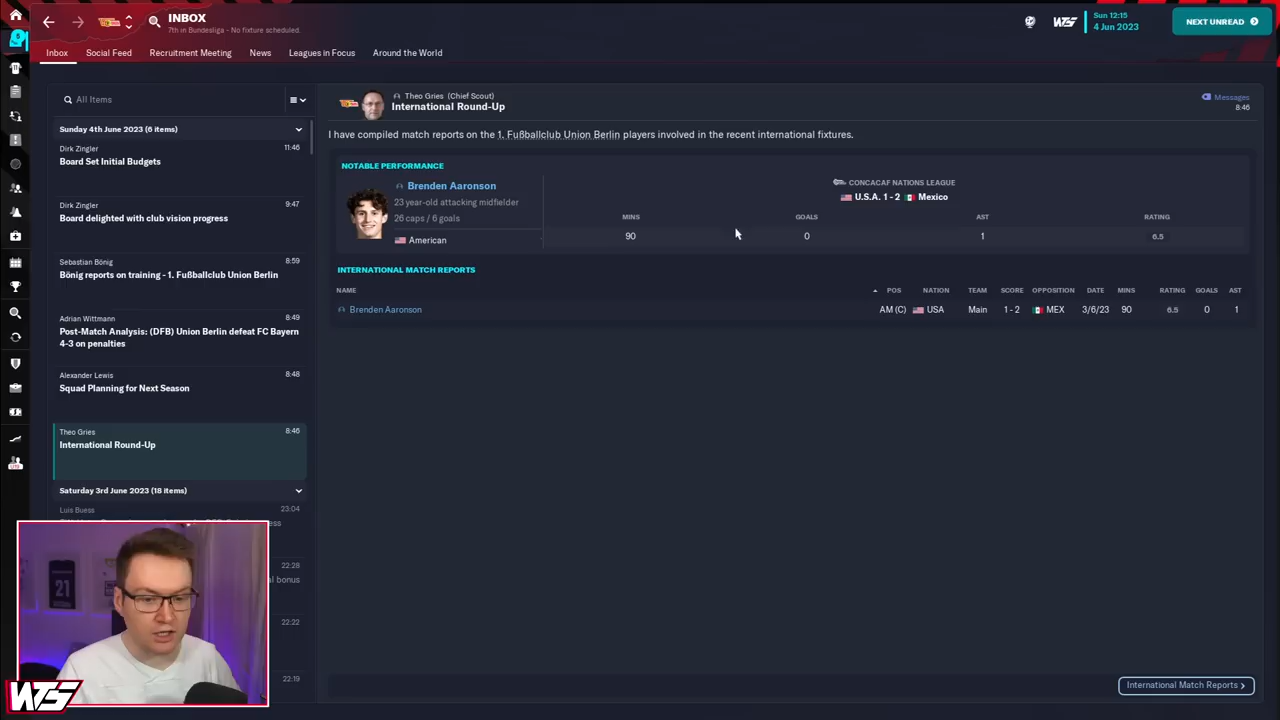 INBOX
7th in Bundesliga - No fixture scheduled.
Sun 12:15
4 Jun 2023
NEXT UNREAD
Inbox
Social Feed
Recruitment Meeting
News
Leagues in Focus
Around the World
All Items
Sunday 4th June 2023 (6 items)
Dirk Zingler 11:46
Board Set Initial Budgets
Dirk Zingler 9:47
Board delighted with club vision progress
Sebastian Bönig 8:59
Bönig reports on training - 1. Fußballclub Union Berlin
Adrian Wittmann 8:49
Post-Match Analysis: (DFB) Union Berlin defeat FC Bayern
4-3 on penalties
Alexander Lewis 8:48
Squad Planning for Next Season
Theo Gries 8:46
International Round-Up
Saturday 3rd June 2023 (18 items)
Luis Buess 23:04
22:28
al bonus
22:22
22:19
21
WTS
Theo Gries (Chief Scout)
International Round-Up
Messages
8:46
I have compiled match reports on the 1. Fußballclub Union Berlin players involved in the recent international fixtures.
NOTABLE PERFORMANCE
Brenden Aaronson
23 year-old attacking midfielder
26 caps / 6 goals
American
CONCACAF NATIONS LEAGUE
U.S.A. 1 - 2 Mexico
MINS GOALS AST RATING
90 0 1 6.5
INTERNATIONAL MATCH REPORTS
NAME POS NATION TEAM SCORE OPPOSITION DATE MINS RATING GOALS AST
Brenden Aaronson AM (C) USA Main 1 - 2 MEX 3/6/23 90 6.5 0 1
International Match Reports